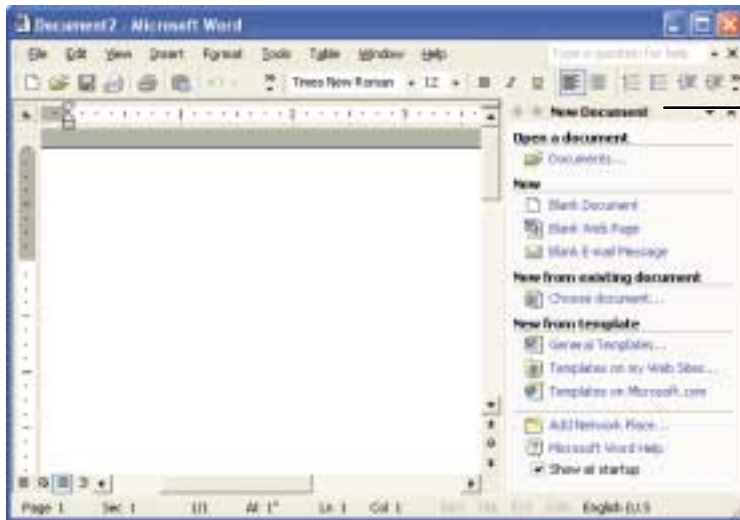 Document2 - Microsoft Word
File Edit View Insert Format Tools Table Window Help
Type a question for help
Times New Roman 12 B I U
New Document
Open a document
Documents...
New
Blank Document
Blank Web Page
Blank E-mail Message
New from existing document
Choose document...
New from template
General Templates...
Templates on my Web Sites...
Templates on Microsoft.com
Add Network Place...
Microsoft Word Help
Show at startup
Page 1 Sec 1 1/1 At 1" Ln 1 Col 1 English (U.S